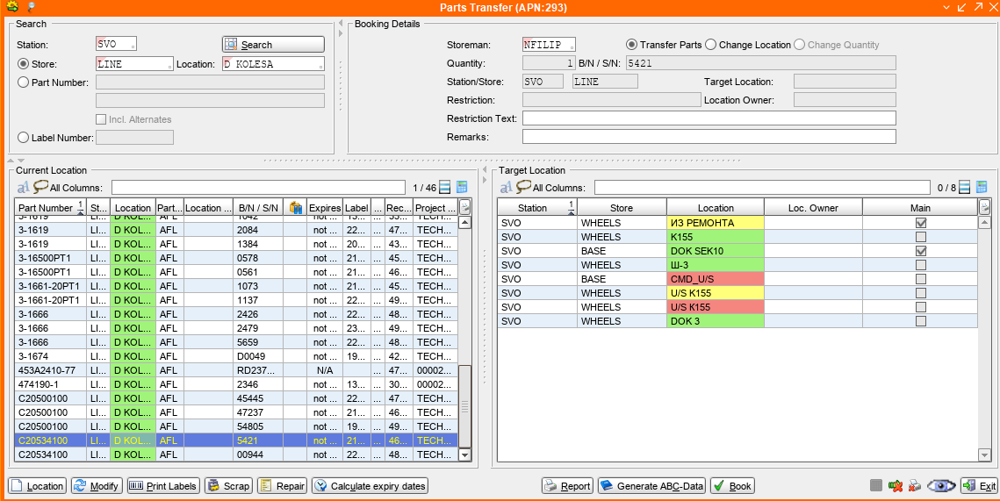 Parts Transfer (APN:293)
Search
Station: SVO Search
Store: LINE Location: D KOLESA
Part Number:
Incl. Alternates
Label Number:
Booking Details
Storeman: NFILIP Transfer Parts Change Location Change Quantity
Quantity: 1 B/N / S/N: 5421
Station/Store: SVO LINE Target Location:
Restriction: Location Owner:
Restriction Text:
Remarks:
Current Location
All Columns: 1 / 46
Part Number 1 St... Location Part... Location ... B/N / S/N Expires Label ... Rec... Project ...
3-1619 LI... D KOL... AFL 1042 not ... 15... ... 45... TECH...
3-1619 LI... D KOL... AFL 2084 not ... 22... ... 47... TECH...
3-1619 LI... D KOL... AFL 1384 not ... 20... ... 43... TECH...
3-16500PT1 LI... D KOL... AFL 0578 not ... 21... ... 45... TECH...
3-16500PT1 LI... D KOL... AFL 0561 not ... 21... ... 46... TECH...
3-1661-20PT1 LI... D KOL... AFL 1073 not ... 21... ... 45... TECH...
3-1661-20PT1 LI... D KOL... AFL 1137 not ... 22... ... 49... TECH...
3-1666 LI... D KOL... AFL 2426 not ... 22... ... 48... TECH...
3-1666 LI... D KOL... AFL 2479 not ... 23... ... 49... TECH...
3-1666 LI... D KOL... AFL 5659 not ... 22... ... 48... TECH...
3-1674 LI... D KOL... AFL D0049 not ... 19... ... 42... TECH...
453A2410-77 LI... D KOL... AFL RD237... N/A ... 47... 00002...
474190-1 LI... D KOL... AFL 2346 not ... 13... ... 30... 00002...
C20500100 LI... D KOL... AFL 45445 not ... 22... ... 47... TECH...
C20500100 LI... D KOL... AFL 47237 not ... 21... ... 46... TECH...
C20500100 LI... D KOL... AFL 54805 not ... 19... ... 49... TECH...
C20534100 LI... D KOL... AFL 5421 not ... 21... ... 46... TECH...
C20534100 LI... D KOL... AFL 00944 not ... 22... ... 48... TECH...
Target Location
All Columns: 0 / 8
Station 1 Store Location Loc. Owner Main
SVO WHEELS ИЗ РЕМОНТА
SVO WHEELS K155
SVO BASE DOK SEK10
SVO WHEELS Ш-3
SVO BASE CMD_U/S
SVO WHEELS U/S K155
SVO WHEELS U/S K155
SVO WHEELS DOK 3
Location Modify Print Labels Scrap Repair Calculate expiry dates Report Generate ABC-Data Book Exit